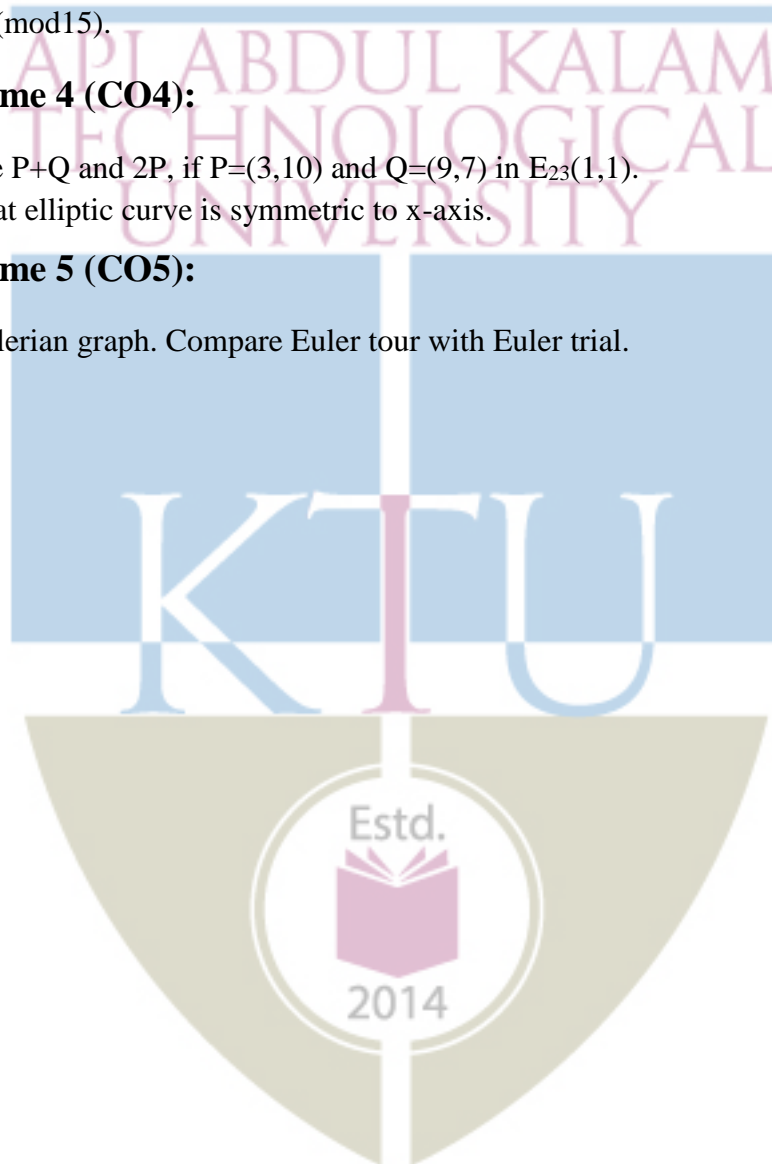 (mod15).
API ABDUL KALAM
me 4 (CO4):
TECHNOLOGICAL
e P+Q and 2P, if P=(3,10) and Q=(9,7) in E₂₃(1,1).
UNIVERSITY
at elliptic curve is symmetric to x-axis.
me 5 (CO5):
lerian graph. Compare Euler tour with Euler trial.
KTU
Estd.
2014